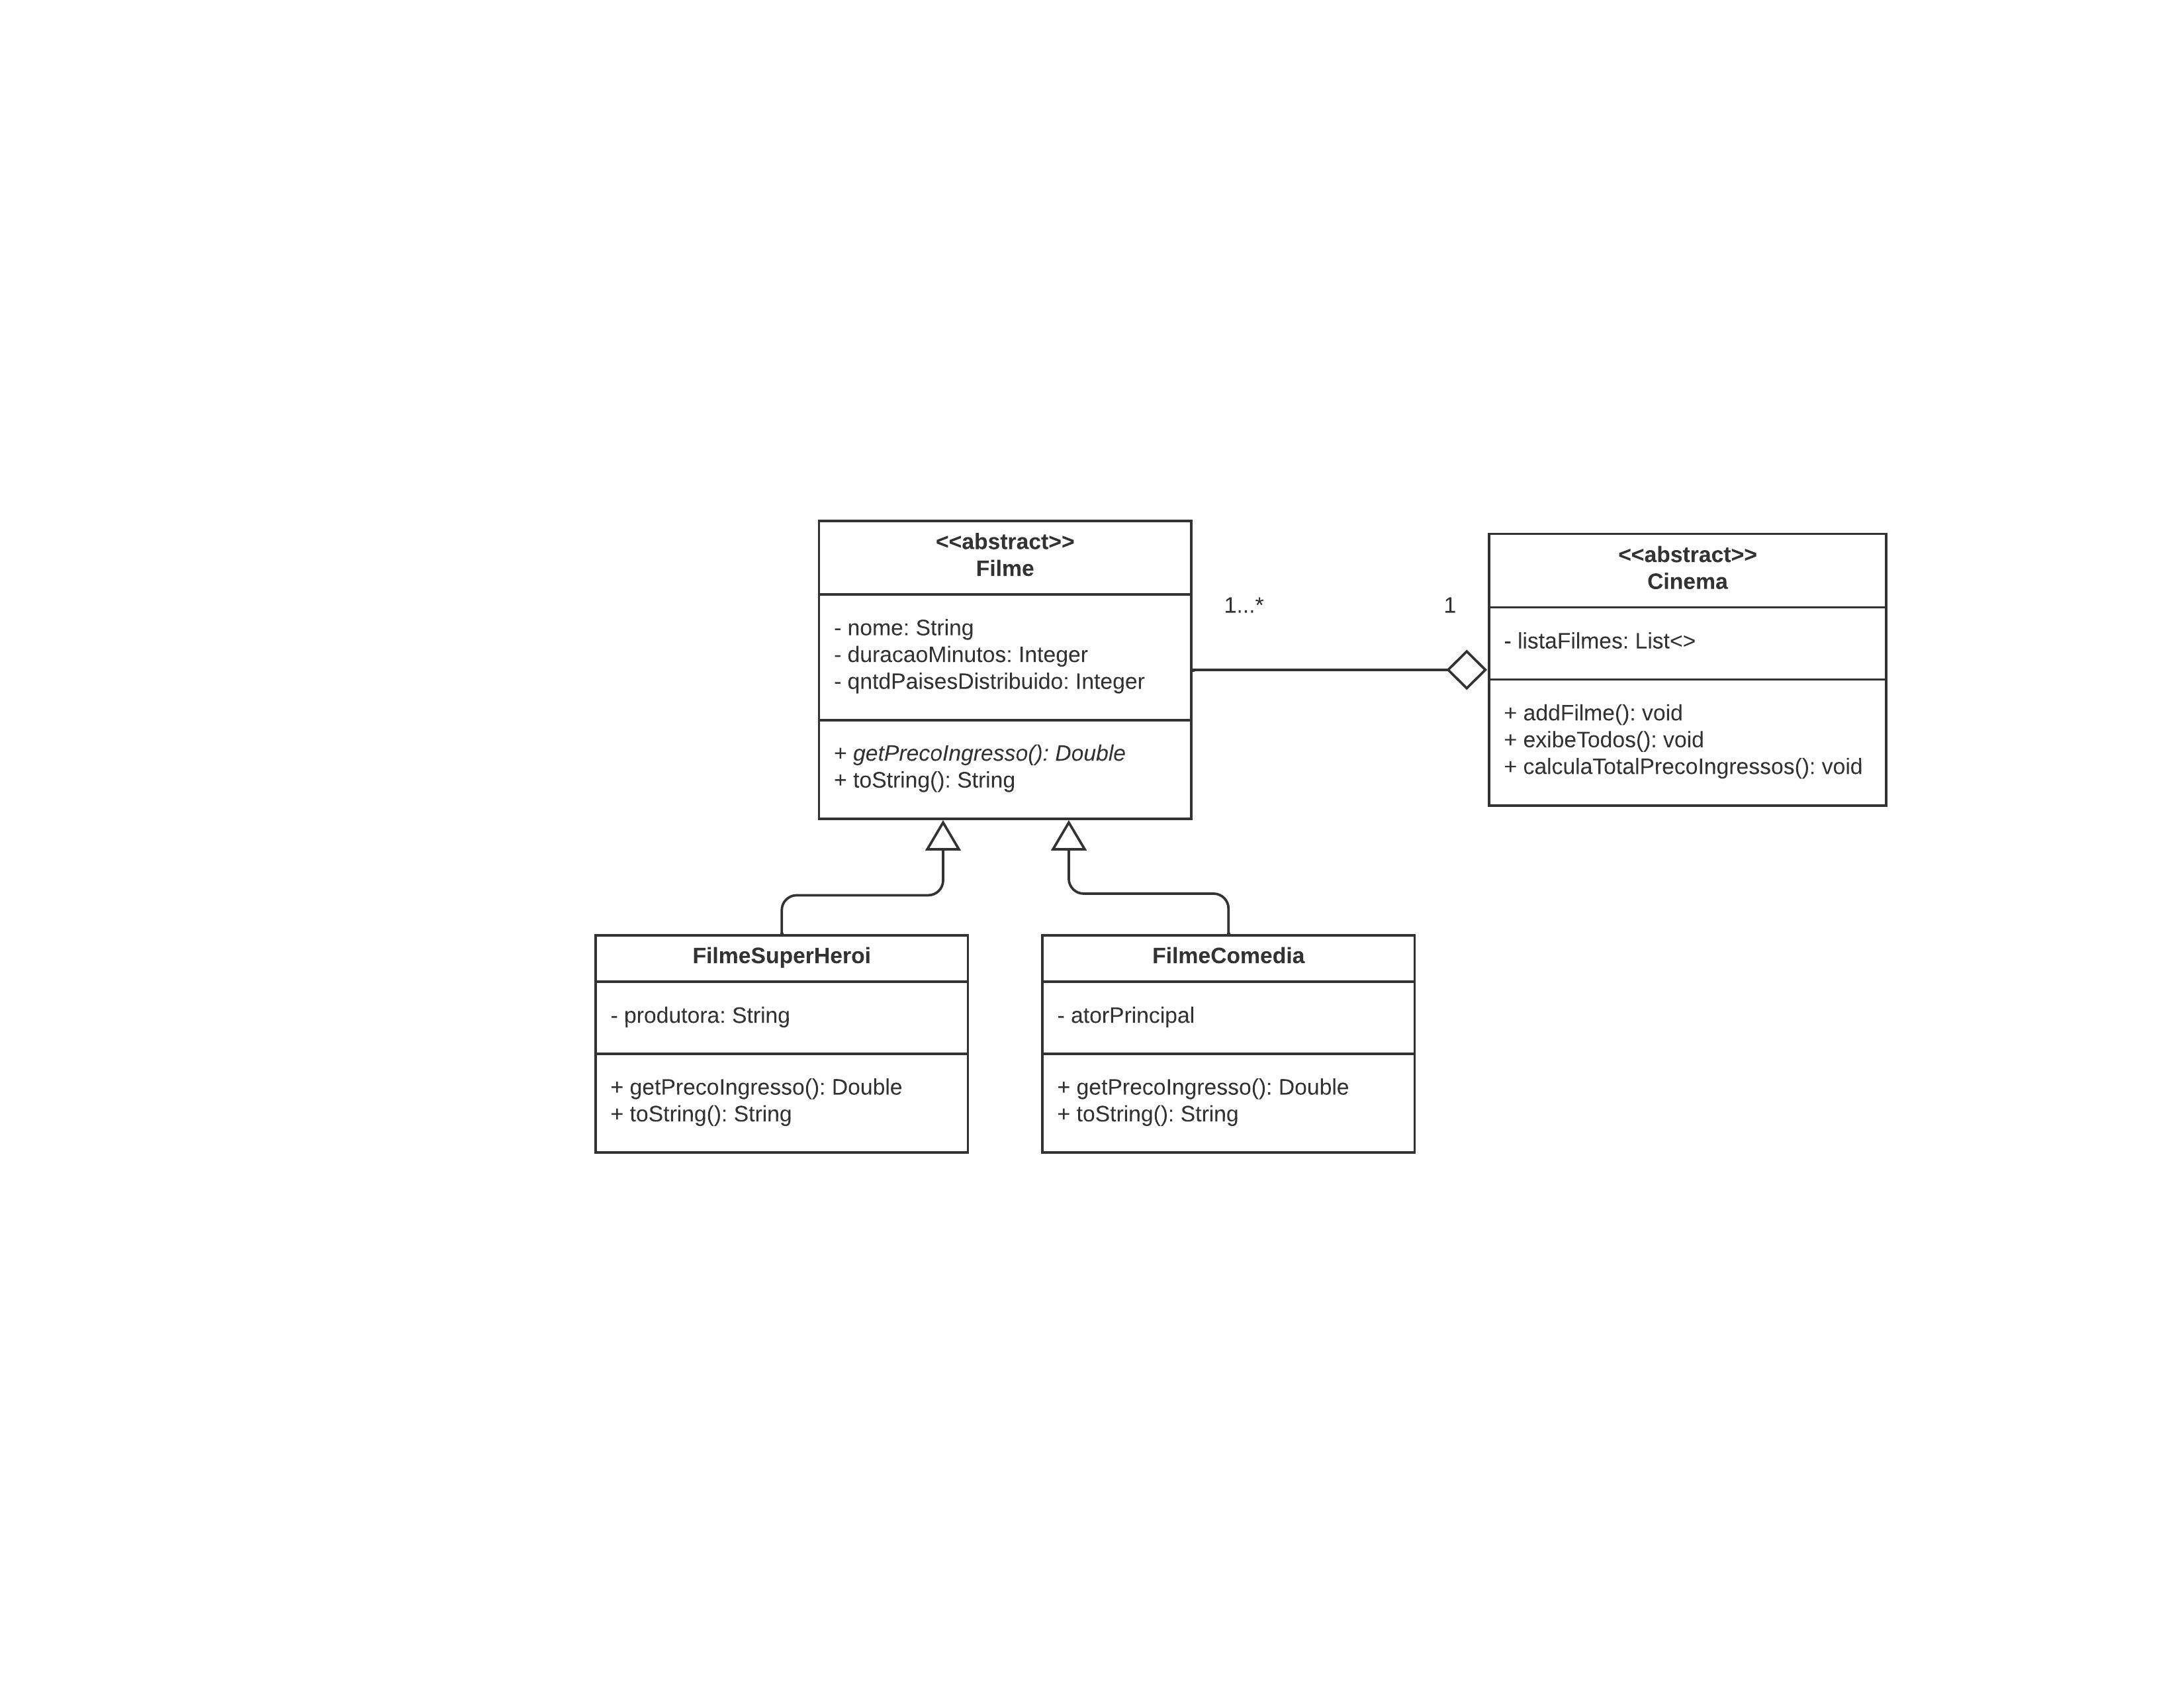 <<abstract>>
Filme
- nome: String
- duracaoMinutos: Integer
- qntdPaisesDistribuido: Integer
+ getPrecoIngresso(): Double
+ toString(): String
1...*
1
<<abstract>>
Cinema
- listaFilmes: List<>
+ addFilme(): void
+ exibeTodos(): void
+ calculaTotalPrecoIngressos(): void
FilmeSuperHeroi
- produtora: String
+ getPrecoIngresso(): Double
+ toString(): String
FilmeComedia
- atorPrincipal
+ getPrecoIngresso(): Double
+ toString(): String